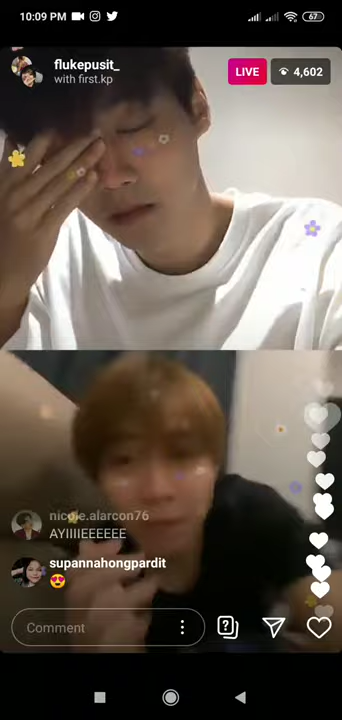 10:09 PM
67
flukepusit_
with first.kp
LIVE
4,602
nicole.alarcon76
AYIIIIEEEEEE
supannahongpardit
😍
Comment